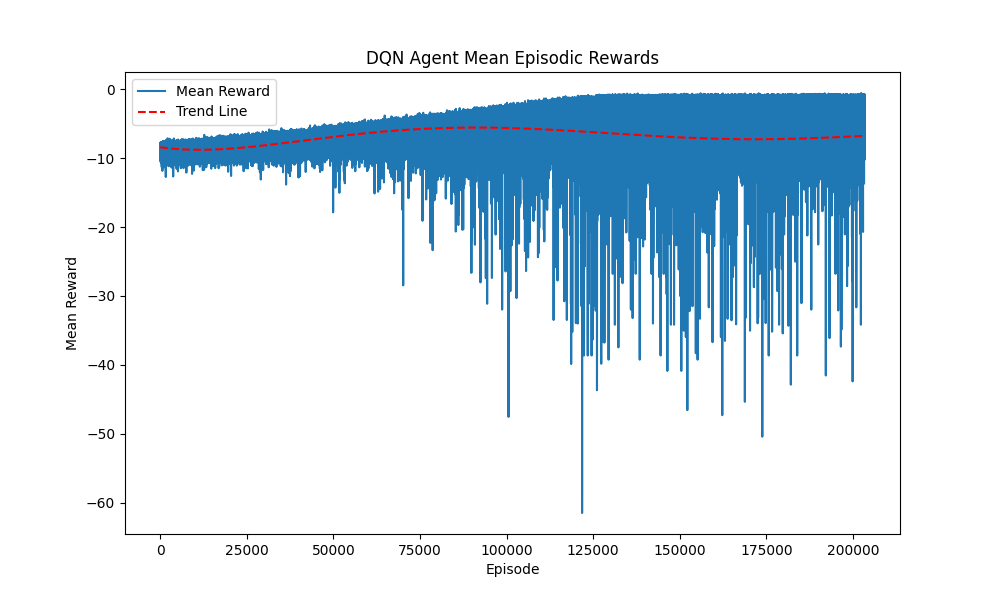 DQN Agent Mean Episodic Rewards
Mean Reward
Trend Line
0
−10
−20
−30
−40
−50
−60
Mean Reward
0 25000 50000 75000 100000 125000 150000 175000 200000
Episode